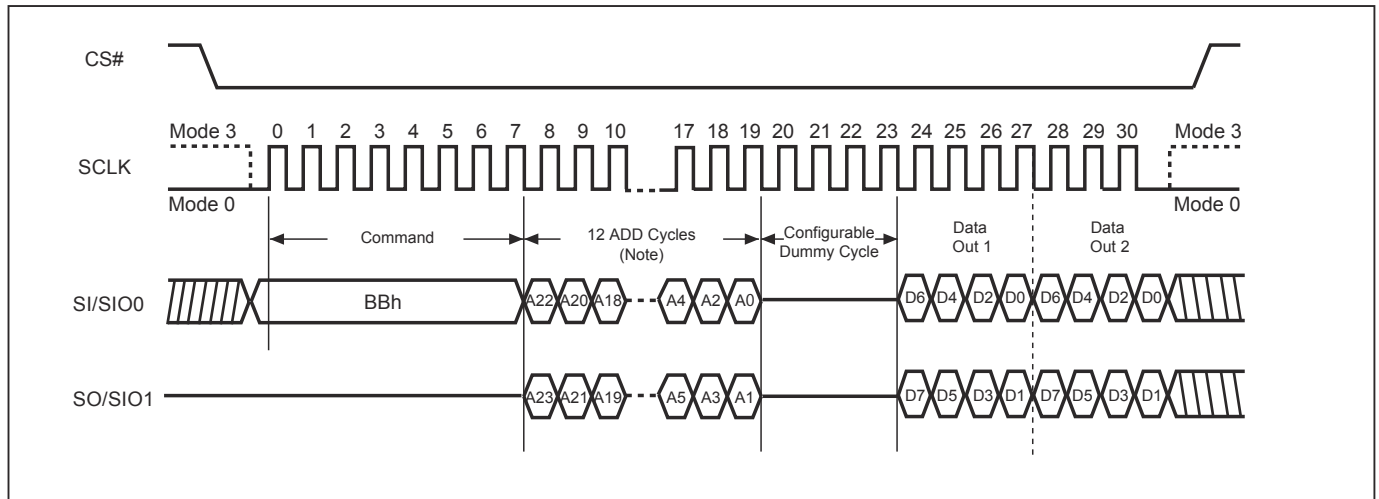 CS#
Mode 3 0 1 2 3 4 5 6 7 8 9 10 17 18 19 20 21 22 23 24 25 26 27 28 29 30 Mode 3
SCLK
Mode 0 Mode 0
Command 12 ADD Cycles (Note) Configurable Dummy Cycle Data Out 1 Data Out 2
SI/SIO0 BBh A22 A20 A18 A4 A2 A0 D6 D4 D2 D0 D6 D4 D2 D0
SO/SIO1 A23 A21 A19 A5 A3 A1 D7 D5 D3 D1 D7 D5 D3 D1